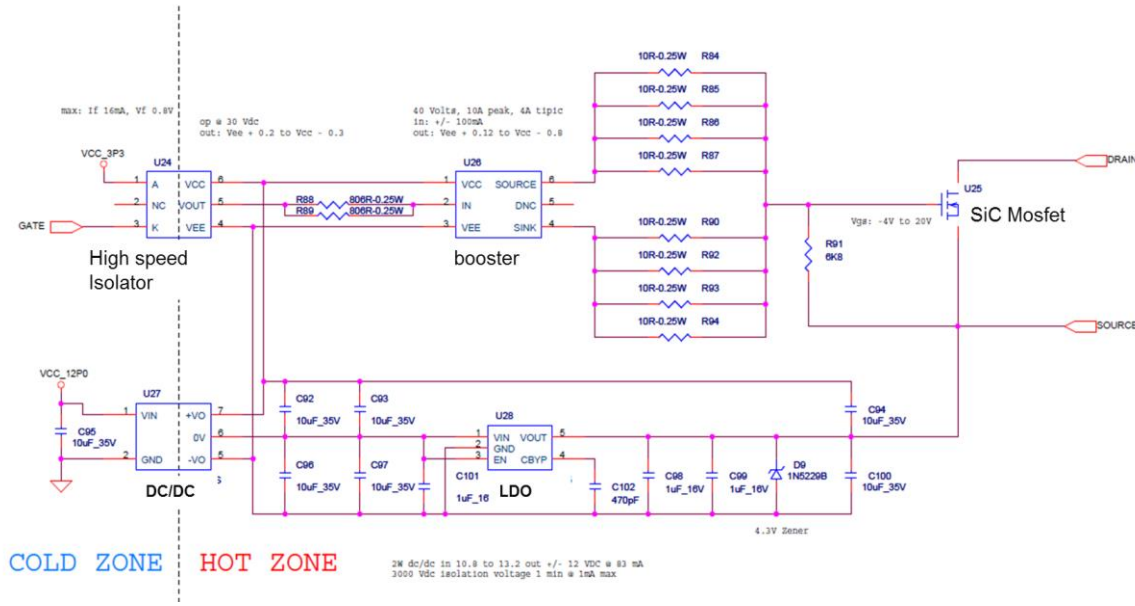 10R-0.25W R84
10R-0.25W R85
max: If 16mA, Vf 0.8V
40 Volts, 10A peak, 4A tipic
in: +/- 100mA
out: Vee + 0.12 to Vcc - 0.8
op @ 30 Vdc
out: Vee + 0.2 to Vcc - 0.3
10R-0.25W R86
VCC_3P3
10R-0.25W R87
DRAIN
U24
U26
1 A VCC 6
2 NC VOUT 5
3 K VEE 4
R88 806R-0.25W
R89 806R-0.25W
1 VCC SOURCE 6
2 IN DNC 5
3 VEE SINK 4
U25
SiC Mosfet
Vgs: -4V to 20V
GATE
High speed
Isolator
booster
10R-0.25W R90
10R-0.25W R92
R91
6K8
10R-0.25W R93
10R-0.25W R94
SOURCE
VCC_12P0
U27
1 VIN +VO 7
0V 6
2 GND -VO 5
C95
10uF_35V
DC/DC
C92
10uF_35V
C93
10uF_35V
C94
10uF_35V
U28
1 VIN VOUT 5
2 GND
3 EN CBYP 4
LDO
C96
10uF_35V
C97
10uF_35V
C101
1uF_16
C102
470pF
C98
1uF_16V
C99
1uF_16V
D9
1N5229B
C100
10uF_35V
4.3V Zener
COLD ZONE
HOT ZONE
2W dc/dc in 10.8 to 13.2 out +/- 12 VDC @ 83 mA
3000 Vdc isolation voltage 1 min @ 1mA max